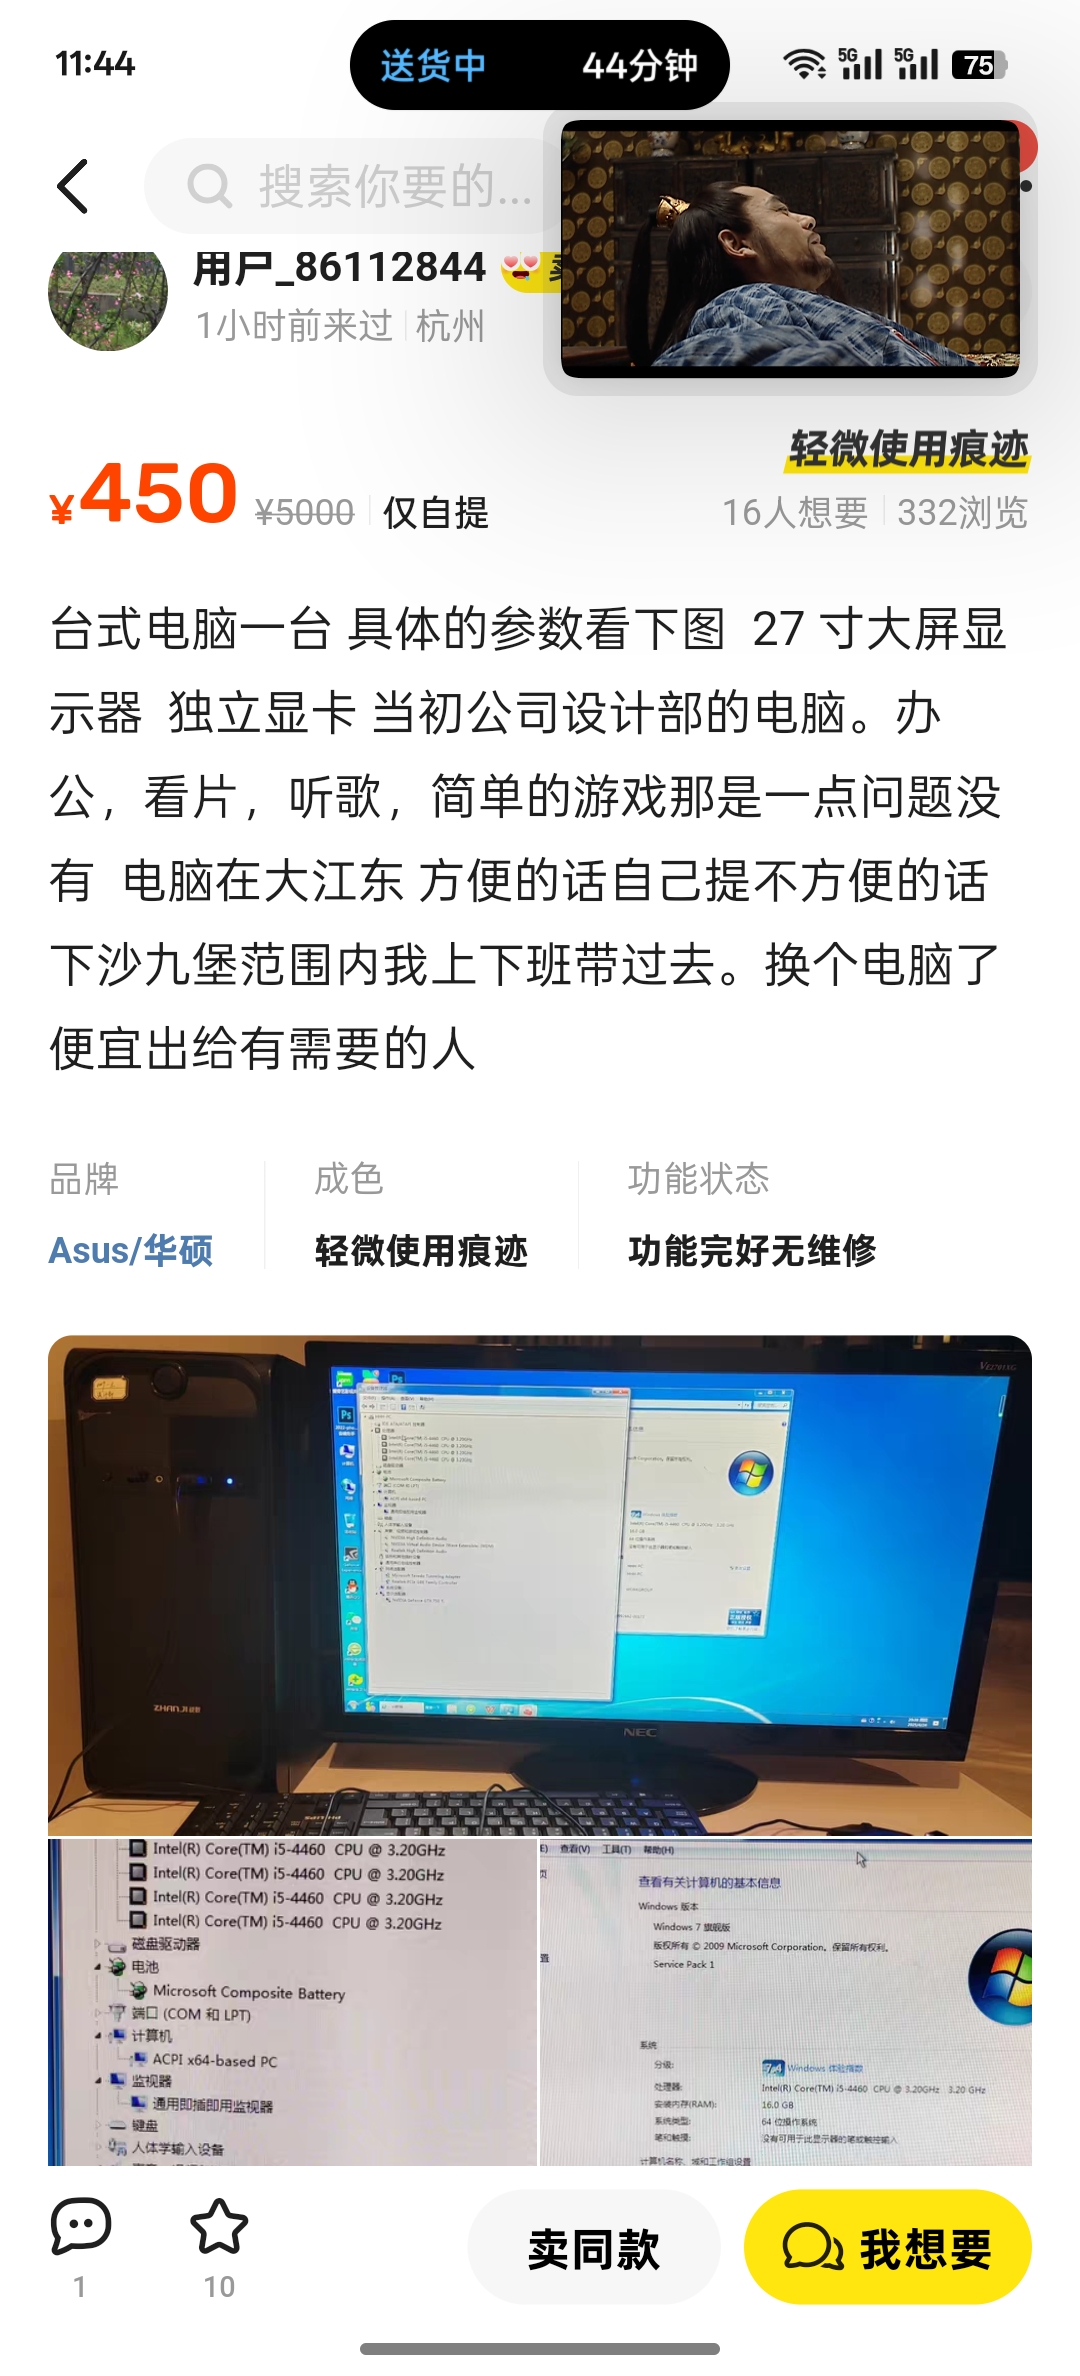 11:44
送货中 44分钟
5G 5G 75
搜索你要的...
用户_86112844
1小时前来过 杭州
轻微使用痕迹
¥450 ¥5000 仅自提
16人想要 332浏览
台式电脑一台 具体的参数看下图 27 寸大屏显
示器 独立显卡 当初公司设计部的电脑。办
公，看片，听歌，简单的游戏那是一点问题没
有 电脑在大江东 方便的话自己提不方便的话
下沙九堡范围内我上下班带过去。换个电脑了
便宜出给有需要的人
品牌 成色 功能状态
Asus/华硕 轻微使用痕迹 功能完好无维修
Ps
Ps
NEC
Intel(R) Core(TM) i5-4460 CPU @ 3.20GHz
Intel(R) Core(TM) i5-4460 CPU @ 3.20GHz
Intel(R) Core(TM) i5-4460 CPU @ 3.20GHz
Intel(R) Core(TM) i5-4460 CPU @ 3.20GHz
磁盘驱动器
电池
Microsoft Composite Battery
端口 (COM 和 LPT)
计算机
ACPI x64-based PC
监视器
通用即插即用监视器
键盘
人体学输入设备
查看(V) 工具(T) 帮助(H)
查看有关计算机的基本信息
Windows 版本
Windows 7 旗舰版
版权所有 © 2009 Microsoft Corporation。保留所有权利。
Service Pack 1
系统
分级: 7.4 Windows 体验指数
处理器: Intel(R) Core(TM) i5-4460 CPU @ 3.20GHz 3.20 GHz
安装内存(RAM): 16.0 GB
系统类型: 64 位操作系统
笔和触摸: 没有可用于此显示器的笔或触控输入
计算机名称、域和工作组设置
1
10
卖同款
我想要